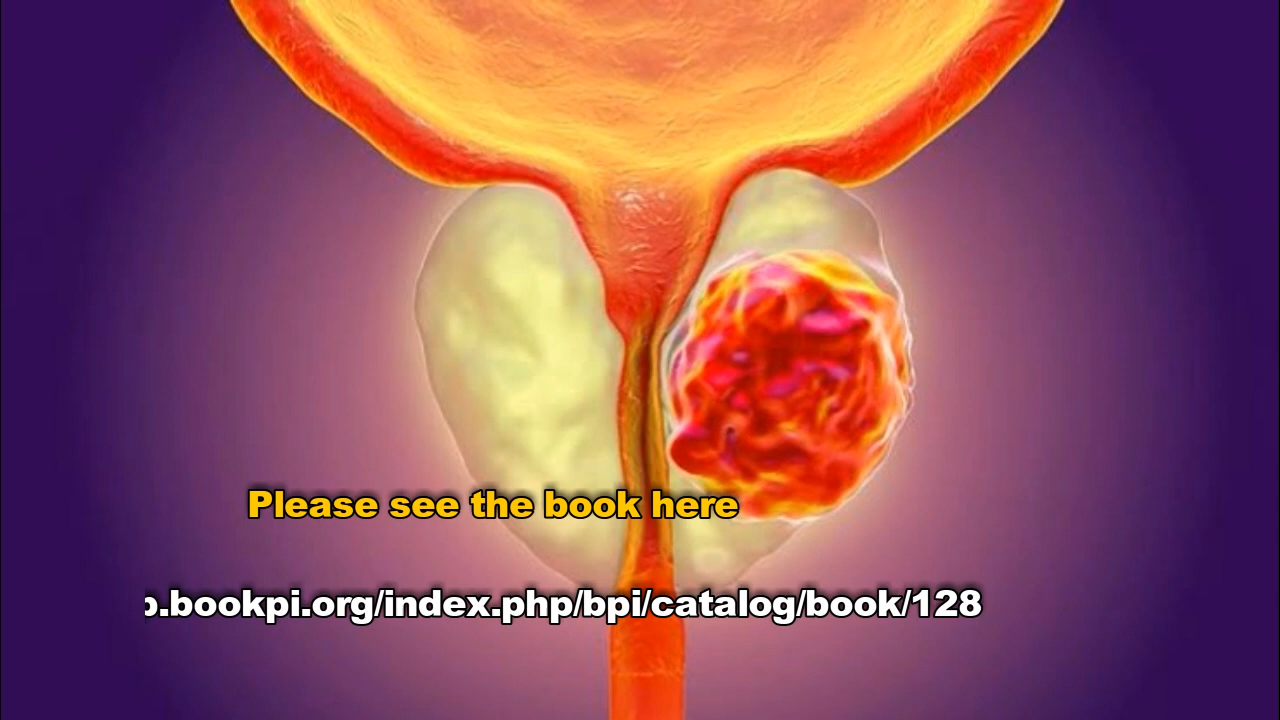 Please see the book here
.bookpi.org/index.php/bpi/catalog/book/128